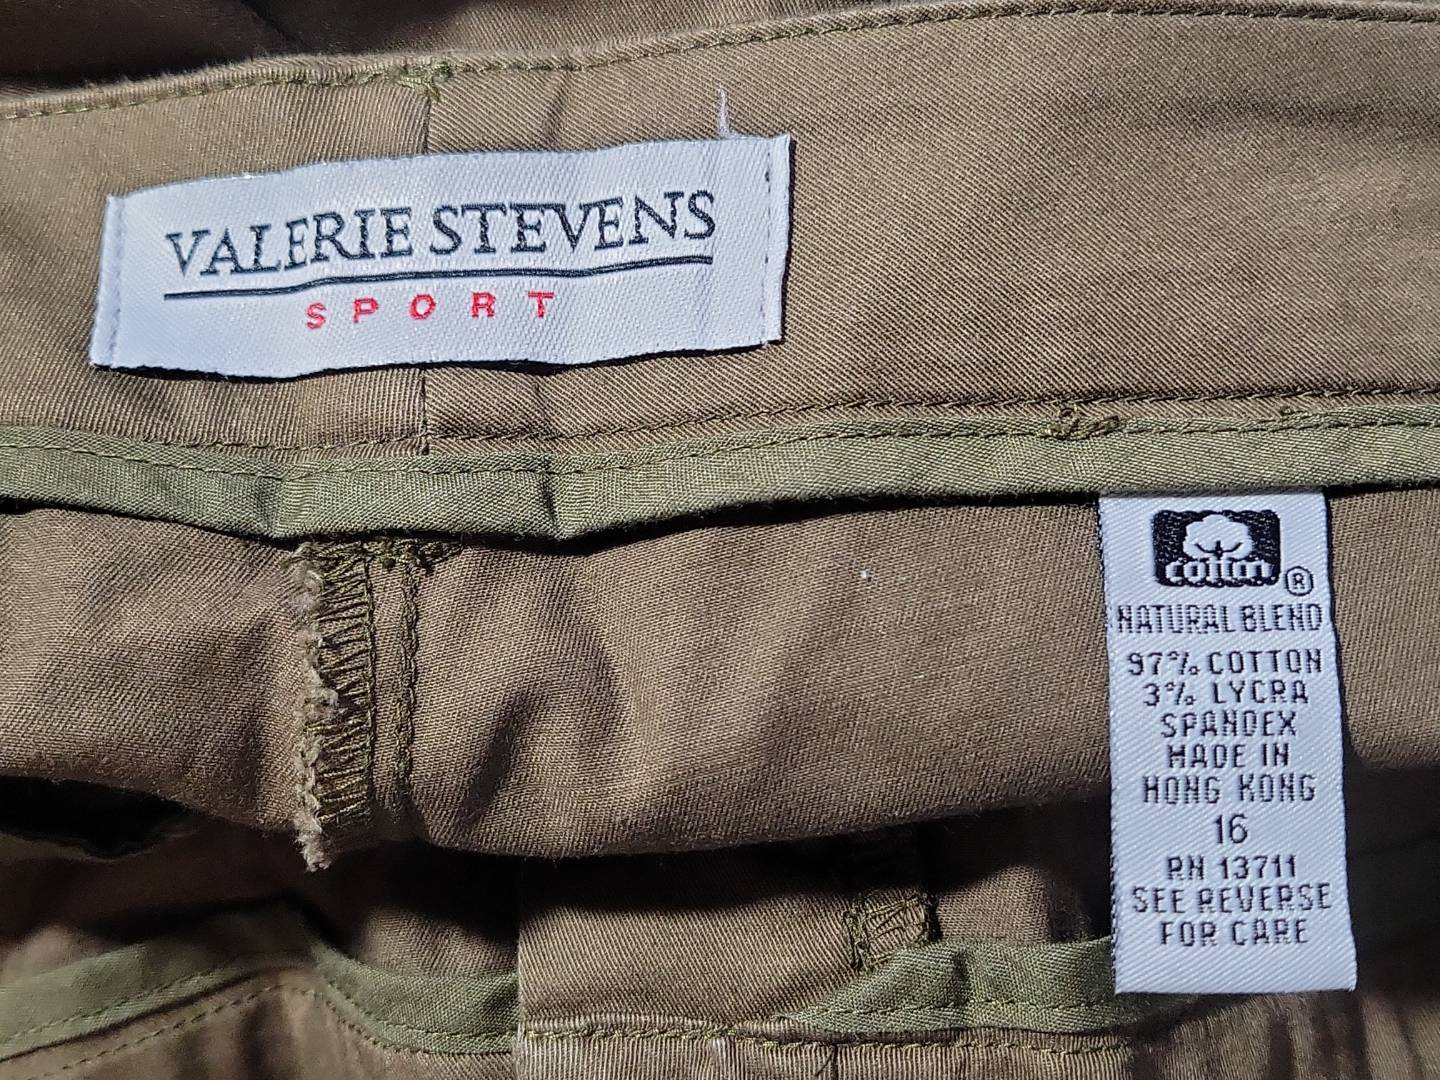 VALERIE STEVENS
SPORT
cotton ®
NATURAL BLEND
97% COTTON
3% LYCRA
SPANDEX
MADE IN
HONG KONG
16
RN 13711
SEE REVERSE
FOR CARE